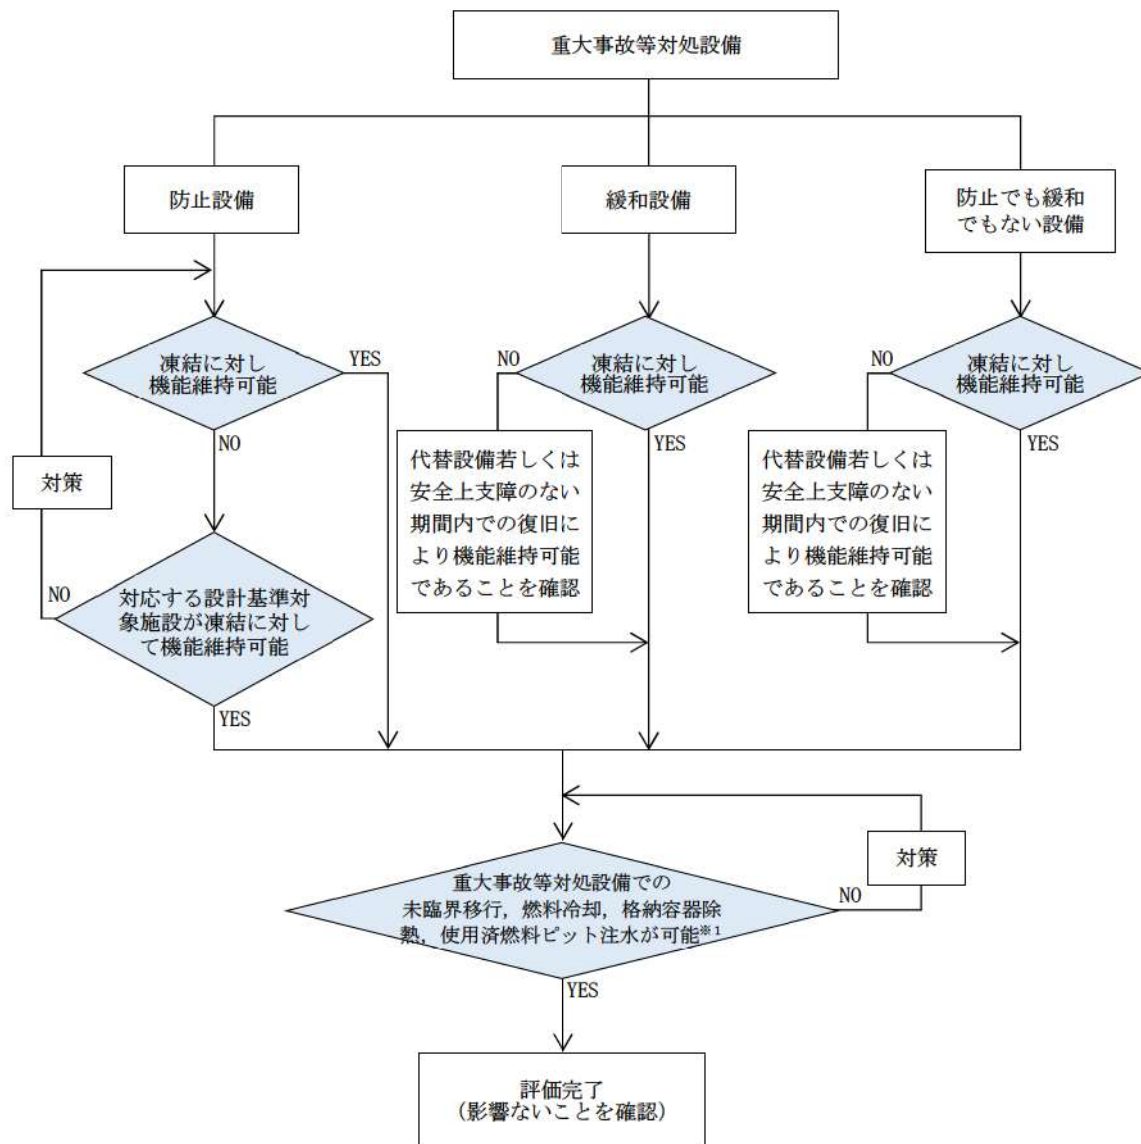 重大事故等対処設備
防止設備
緩和設備
防止でも緩和
でもない設備
凍結に対し
機能維持可能
YES
NO
凍結に対し
機能維持可能
NO
YES
凍結に対し
機能維持可能
NO
YES
対策
代替設備若しくは
安全上支障のない
期間内での復旧に
より機能維持可能
であることを確認
代替設備若しくは
安全上支障のない
期間内での復旧に
より機能維持可能
であることを確認
NO
対応する設計基準対
象施設が凍結に対し
て機能維持可能
YES
対策
重大事故等対処設備での
未臨界移行，燃料冷却，格納容器除
熱，使用済燃料ピット注水が可能※１
NO
YES
評価完了
（影響ないことを確認）